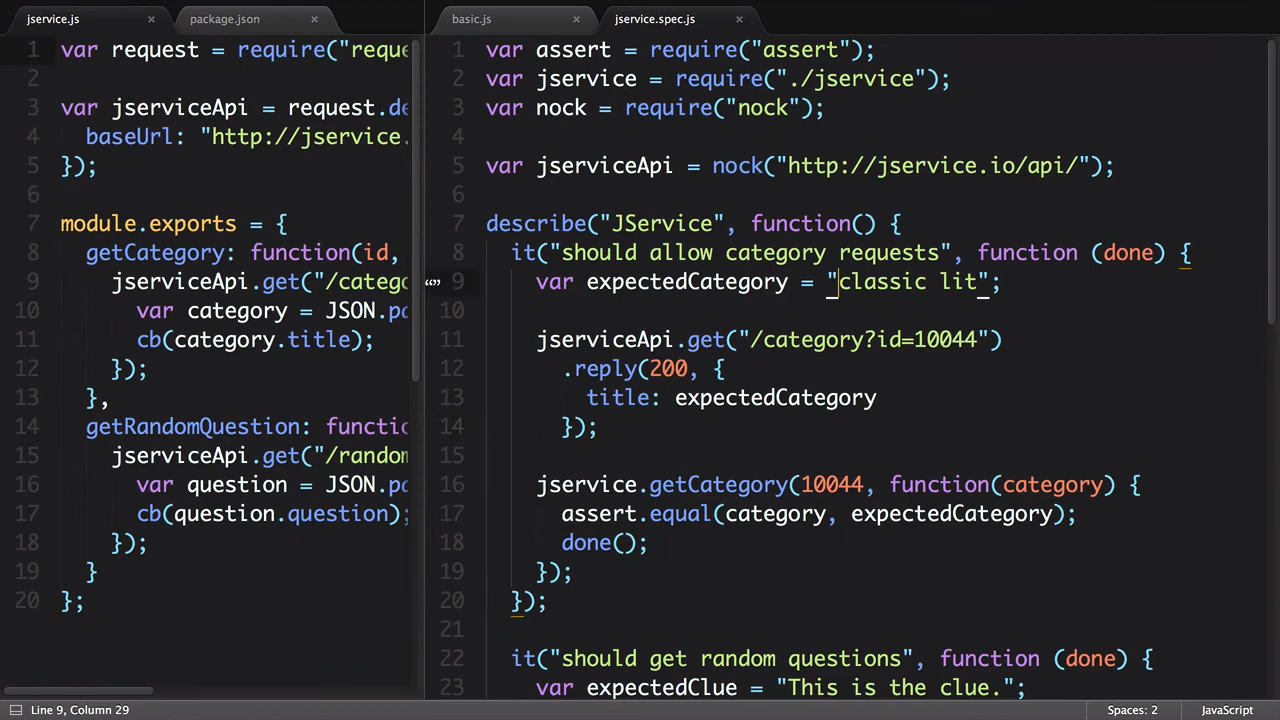 jservice.js × package.json ×
1 var request = require("reque
2
3 var jserviceApi = request.de
4 baseUrl: "http://jservice.
5 });
6
7 module.exports = {
8 getCategory: function(id,
9 jserviceApi.get("/catego
10 var category = JSON.pa
11 cb(category.title);
12 });
13 },
14 getRandomQuestion: functio
15 jserviceApi.get("/random
16 var question = JSON.pa
17 cb(question.question);
18 });
19 }
20 };
basic.js × jservice.spec.js ×
1 var assert = require("assert");
2 var jservice = require("./jservice");
3 var nock = require("nock");
4
5 var jserviceApi = nock("http://jservice.io/api/");
6
7 describe("JService", function() {
8 it("should allow category requests", function (done) {
“” 9 var expectedCategory = "classic lit";
10
11 jserviceApi.get("/category?id=10044")
12 .reply(200, {
13 title: expectedCategory
14 });
15
16 jservice.getCategory(10044, function(category) {
17 assert.equal(category, expectedCategory);
18 done();
19 });
20 });
21
22 it("should get random questions", function (done) {
23 var expectedClue = "This is the clue.";
Line 9, Column 29 Spaces: 2 JavaScript